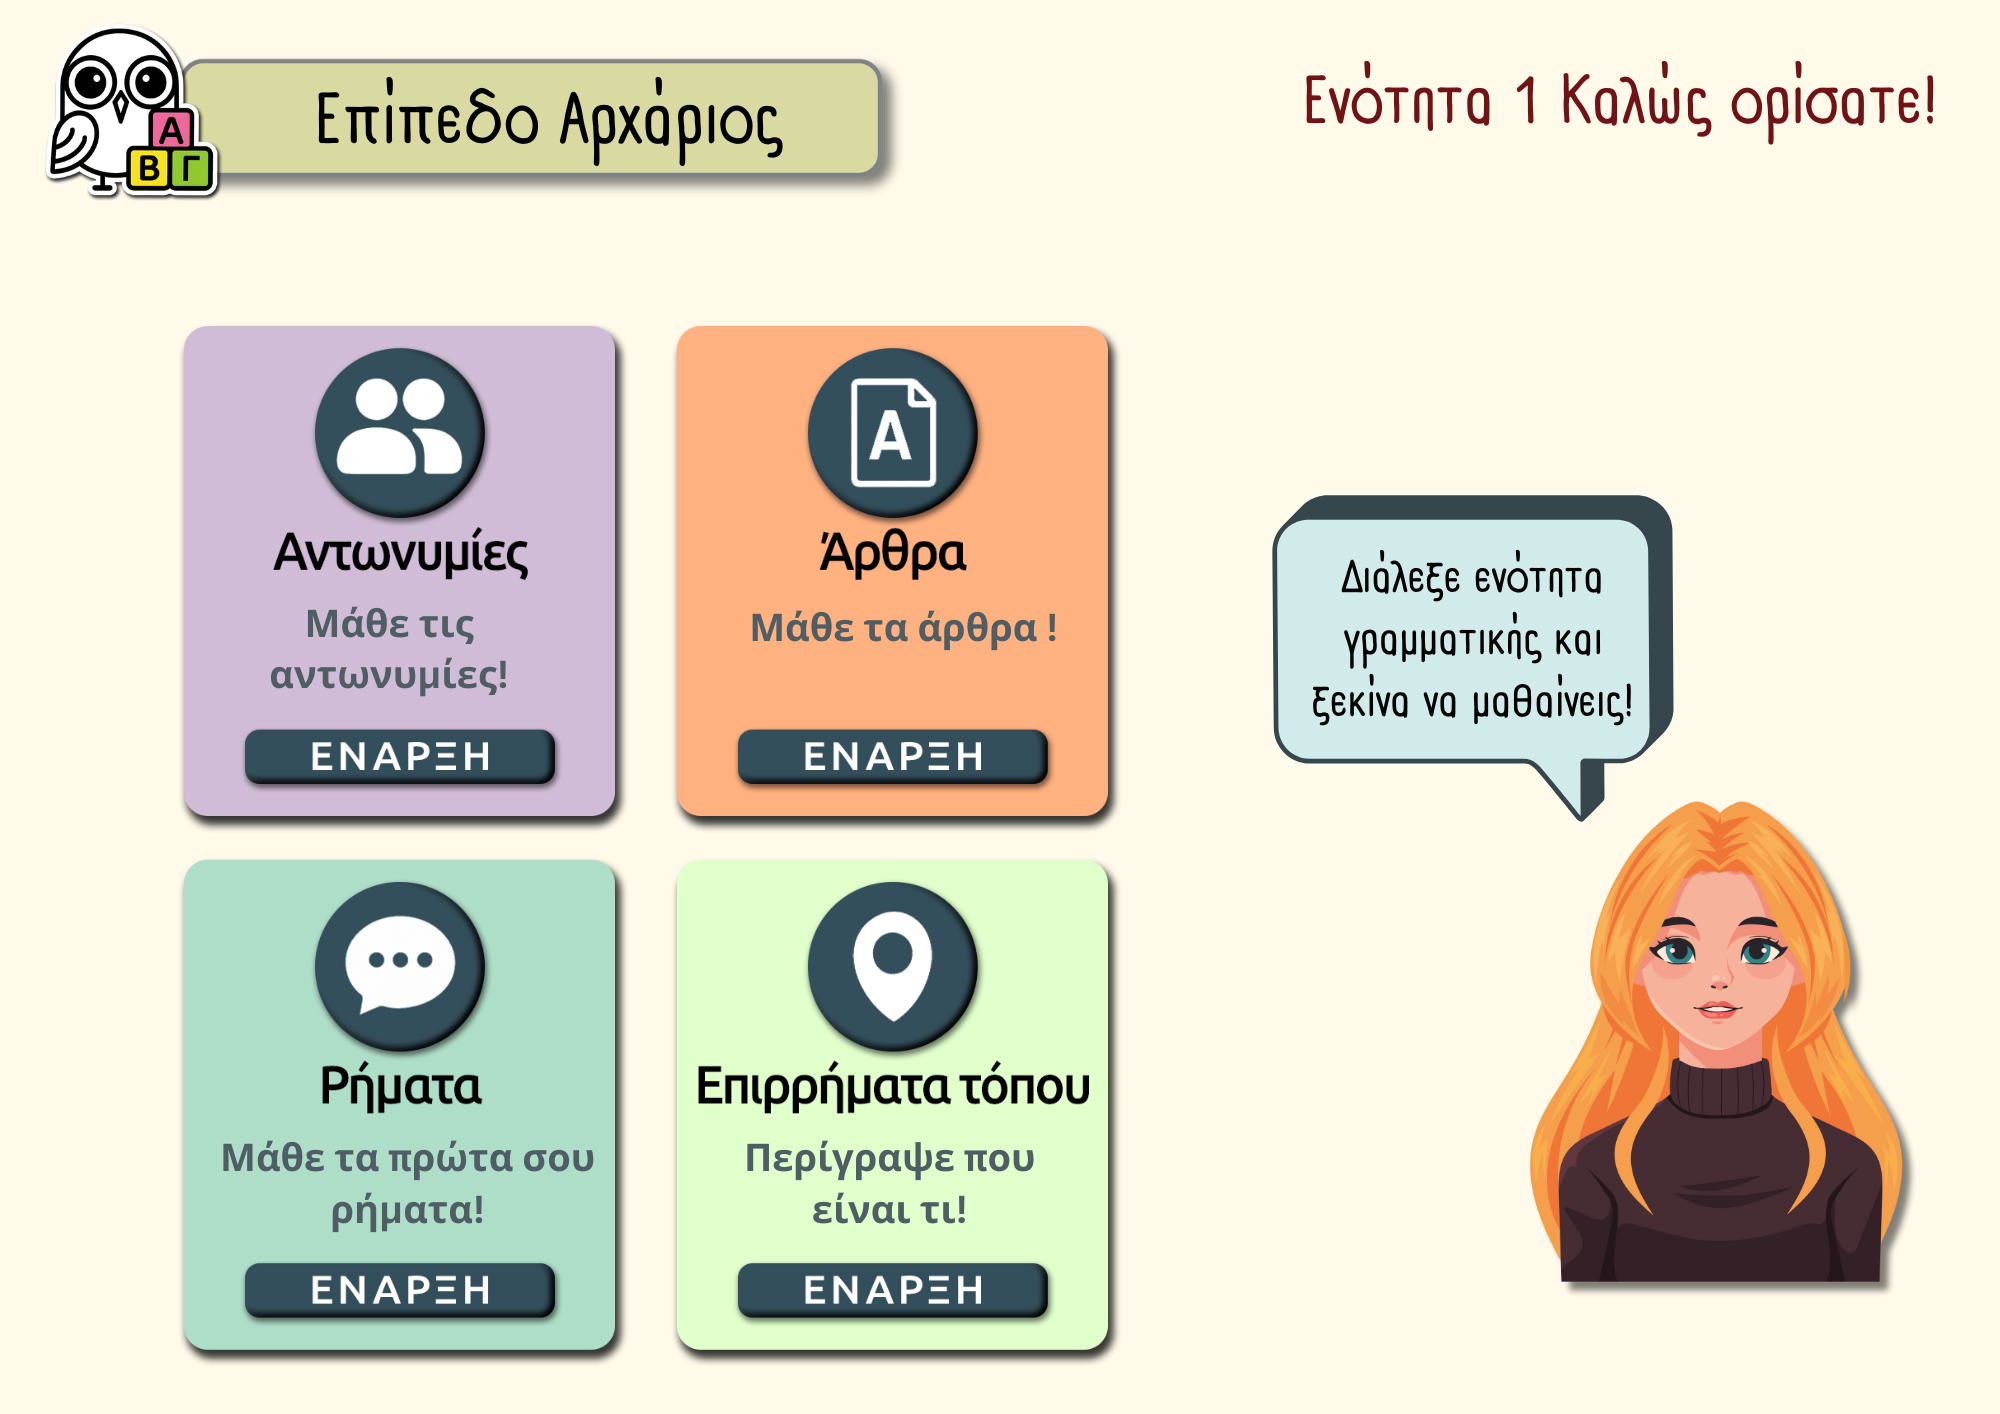 Α
Β Γ
Επίπεδο Αρχάριος
Ενότητα 1 Καλώς ορίσατε!
Αντωνυμίες
Μάθε τις
αντωνυμίες!
ΕΝΑΡΞΗ
Άρθρα
Μάθε τα άρθρα !
ΕΝΑΡΞΗ
Α
Διάλεξε ενότητα
γραμματικής και
ξεκίνα να μαθαίνεις!
Ρήματα
Μάθε τα πρώτα σου
ρήματα!
ΕΝΑΡΞΗ
Επιρρήματα τόπου
Περίγραψε που
είναι τι!
ΕΝΑΡΞΗ